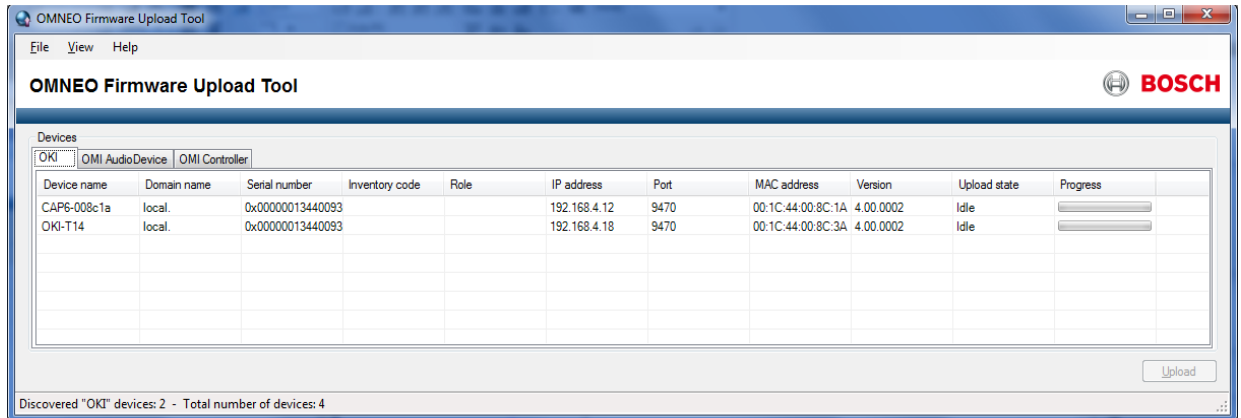 OMNEO Firmware Upload Tool
File View Help
OMNEO Firmware Upload Tool
BOSCH
Devices
OKI OMI AudioDevice OMI Controller
Device name Domain name Serial number Inventory code Role IP address Port MAC address Version Upload state Progress
CAP6-008c1a local. 0x00000013440093 192.168.4.12 9470 00:1C:44:00:8C:1A 4.00.0002 Idle
OKI-T14 local. 0x00000013440093 192.168.4.18 9470 00:1C:44:00:8C:3A 4.00.0002 Idle
Upload
Discovered "OKI" devices: 2 - Total number of devices: 4